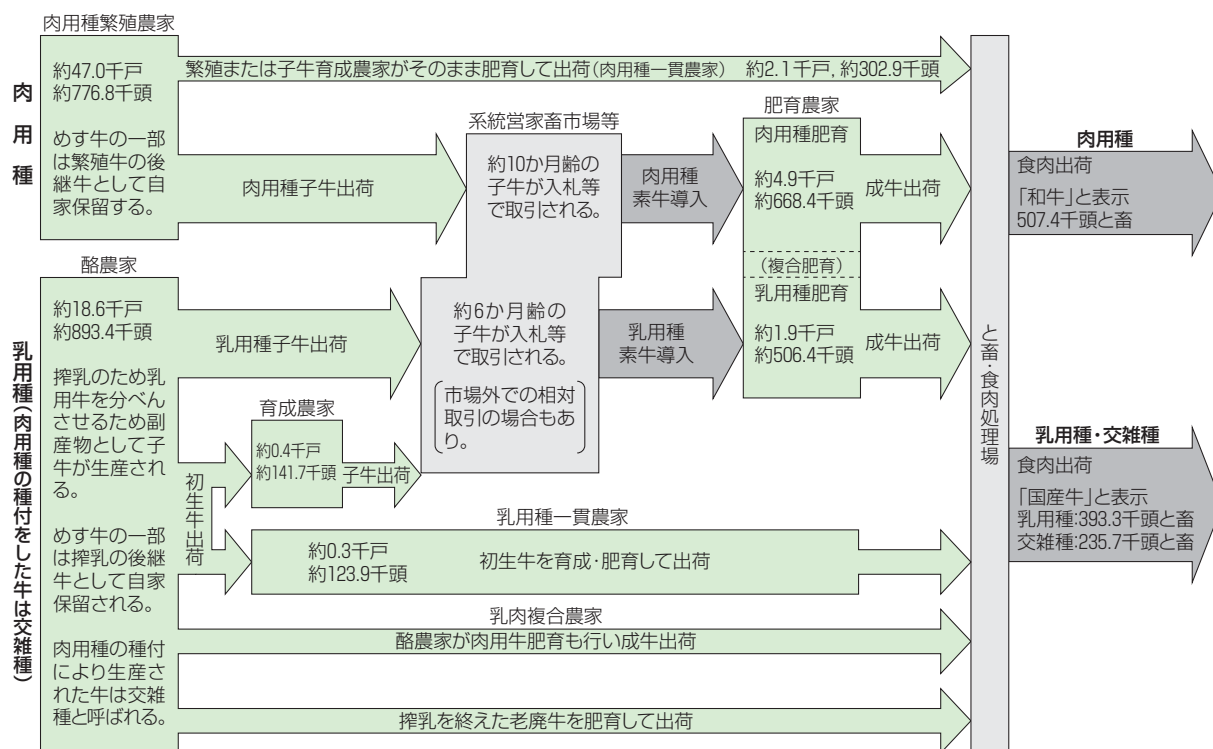 肉用種繁殖農家
肉用種
約47.0千戸
約776.8千頭
めす牛の一部
は繁殖牛の後
継牛として自
家保留する。
繁殖または子牛育成農家がそのまま肥育して出荷(肉用種一貫農家) 約2.1千戸, 約302.9千頭
肉用種子牛出荷
系統営家畜市場等
約10か月齢の
子牛が入札等
で取引される。
肉用種
素牛導入
肥育農家
肉用種肥育
約4.9千戸
約668.4千頭
成牛出荷
(複合肥育)
乳用種肥育
約1.9千戸
約506.4千頭
成牛出荷
と畜・食肉処理場
肉用種
食肉出荷
「和牛」と表示
507.4千頭と畜
乳用種(肉用種の種付をした牛は交雑種)
酪農家
約18.6千戸
約893.4千頭
搾乳のため乳
用牛を分べん
させるため副
産物として子
牛が生産され
る。
めす牛の一部
は搾乳の後継
牛として自家
保留される。
肉用種の種付
により生産さ
れた牛は交雑
種と呼ばれる。
乳用種子牛出荷
約6か月齢の
子牛が入札等
で取引される。
市場外での相対
取引の場合もあ
り。
乳用種
素牛導入
育成農家
約0.4千戸
約141.7千頭
子牛出荷
初生牛出荷
乳用種一貫農家
約0.3千戸
約123.9千頭
初生牛を育成・肥育して出荷
乳肉複合農家
酪農家が肉用牛肥育も行い成牛出荷
搾乳を終えた老廃牛を肥育して出荷
乳用種・交雑種
食肉出荷
「国産牛」と表示
乳用種:393.3千頭と畜
交雑種:235.7千頭と畜